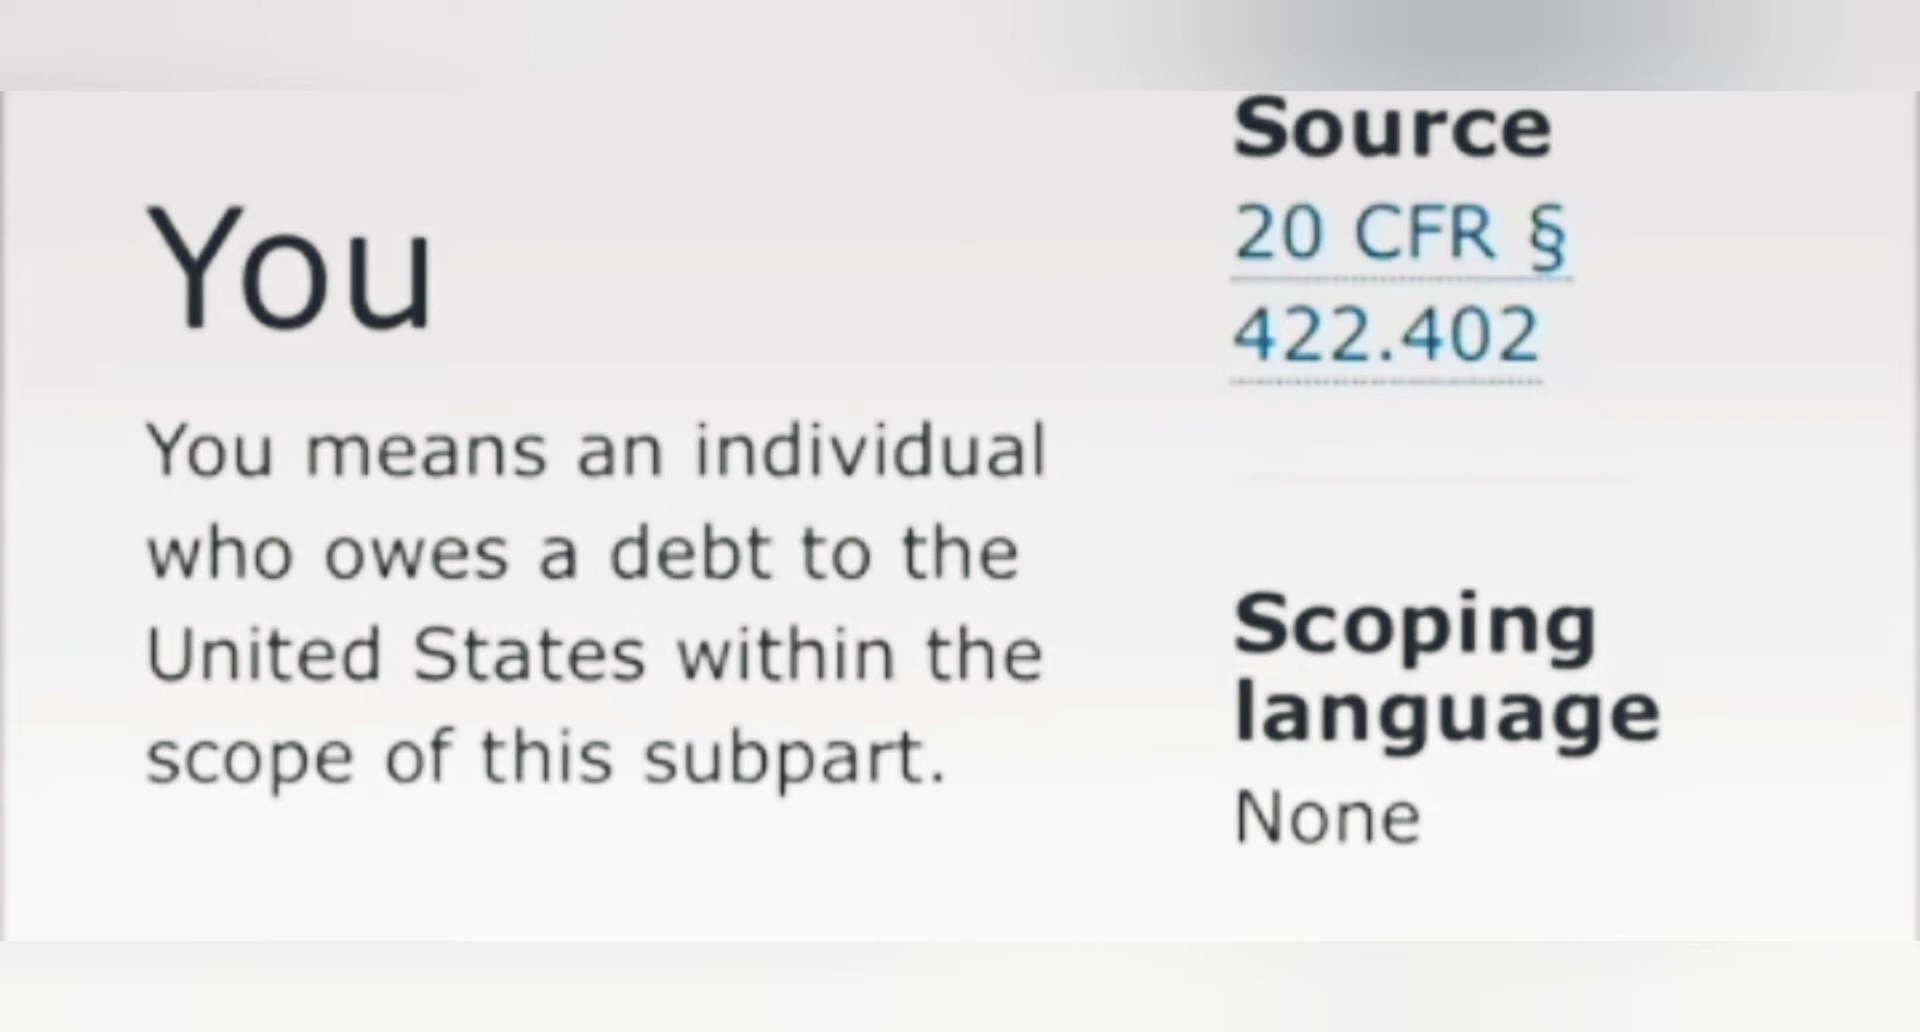 You
You means an individual
who owes a debt to the
United States within the
scope of this subpart.
Source
20 CFR §
422.402
Scoping
language
None